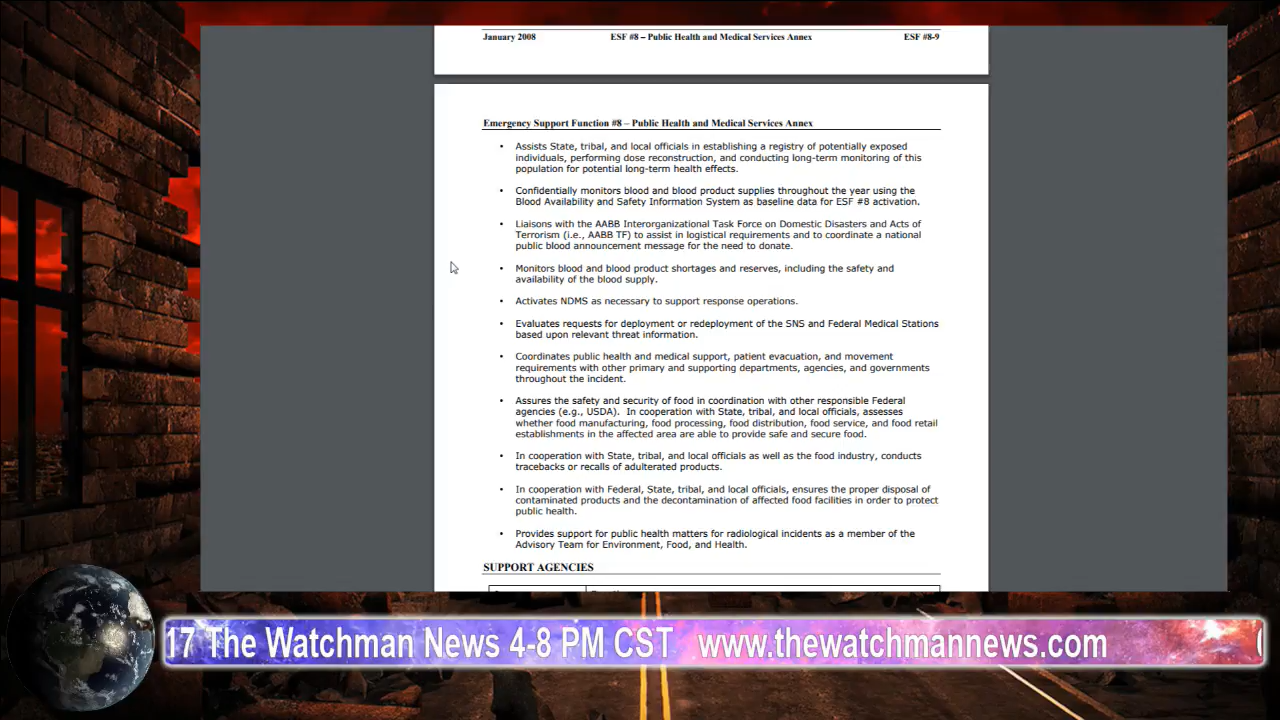 January 2008 ESF #8 – Public Health and Medical Services Annex ESF #8-9
Emergency Support Function #8 – Public Health and Medical Services Annex
• Assists State, tribal, and local officials in establishing a registry of potentially exposed
individuals, performing dose reconstruction, and conducting long-term monitoring of this
population for potential long-term health effects.
• Confidentially monitors blood and blood product supplies throughout the year using the
Blood Availability and Safety Information System as baseline data for ESF #8 activation.
• Liaisons with the AABB Interorganizational Task Force on Domestic Disasters and Acts of
Terrorism (i.e., AABB TF) to assist in logistical requirements and to coordinate a national
public blood announcement message for the need to donate.
• Monitors blood and blood product shortages and reserves, including the safety and
availability of the blood supply.
• Activates NDMS as necessary to support response operations.
• Evaluates requests for deployment or redeployment of the SNS and Federal Medical Stations
based upon relevant threat information.
• Coordinates public health and medical support, patient evacuation, and movement
requirements with other primary and supporting departments, agencies, and governments
throughout the incident.
• Assures the safety and security of food in coordination with other responsible Federal
agencies (e.g., USDA). In cooperation with State, tribal, and local officials, assesses
whether food manufacturing, food processing, food distribution, food service, and food retail
establishments in the affected area are able to provide safe and secure food.
• In cooperation with State, tribal, and local officials as well as the food industry, conducts
tracebacks or recalls of adulterated products.
• In cooperation with Federal, State, tribal, and local officials, ensures the proper disposal of
contaminated products and the decontamination of affected food facilities in order to protect
public health.
• Provides support for public health matters for radiological incidents as a member of the
Advisory Team for Environment, Food, and Health.
SUPPORT AGENCIES
17 The Watchman News 4-8 PM CST www.thewatchmannews.com